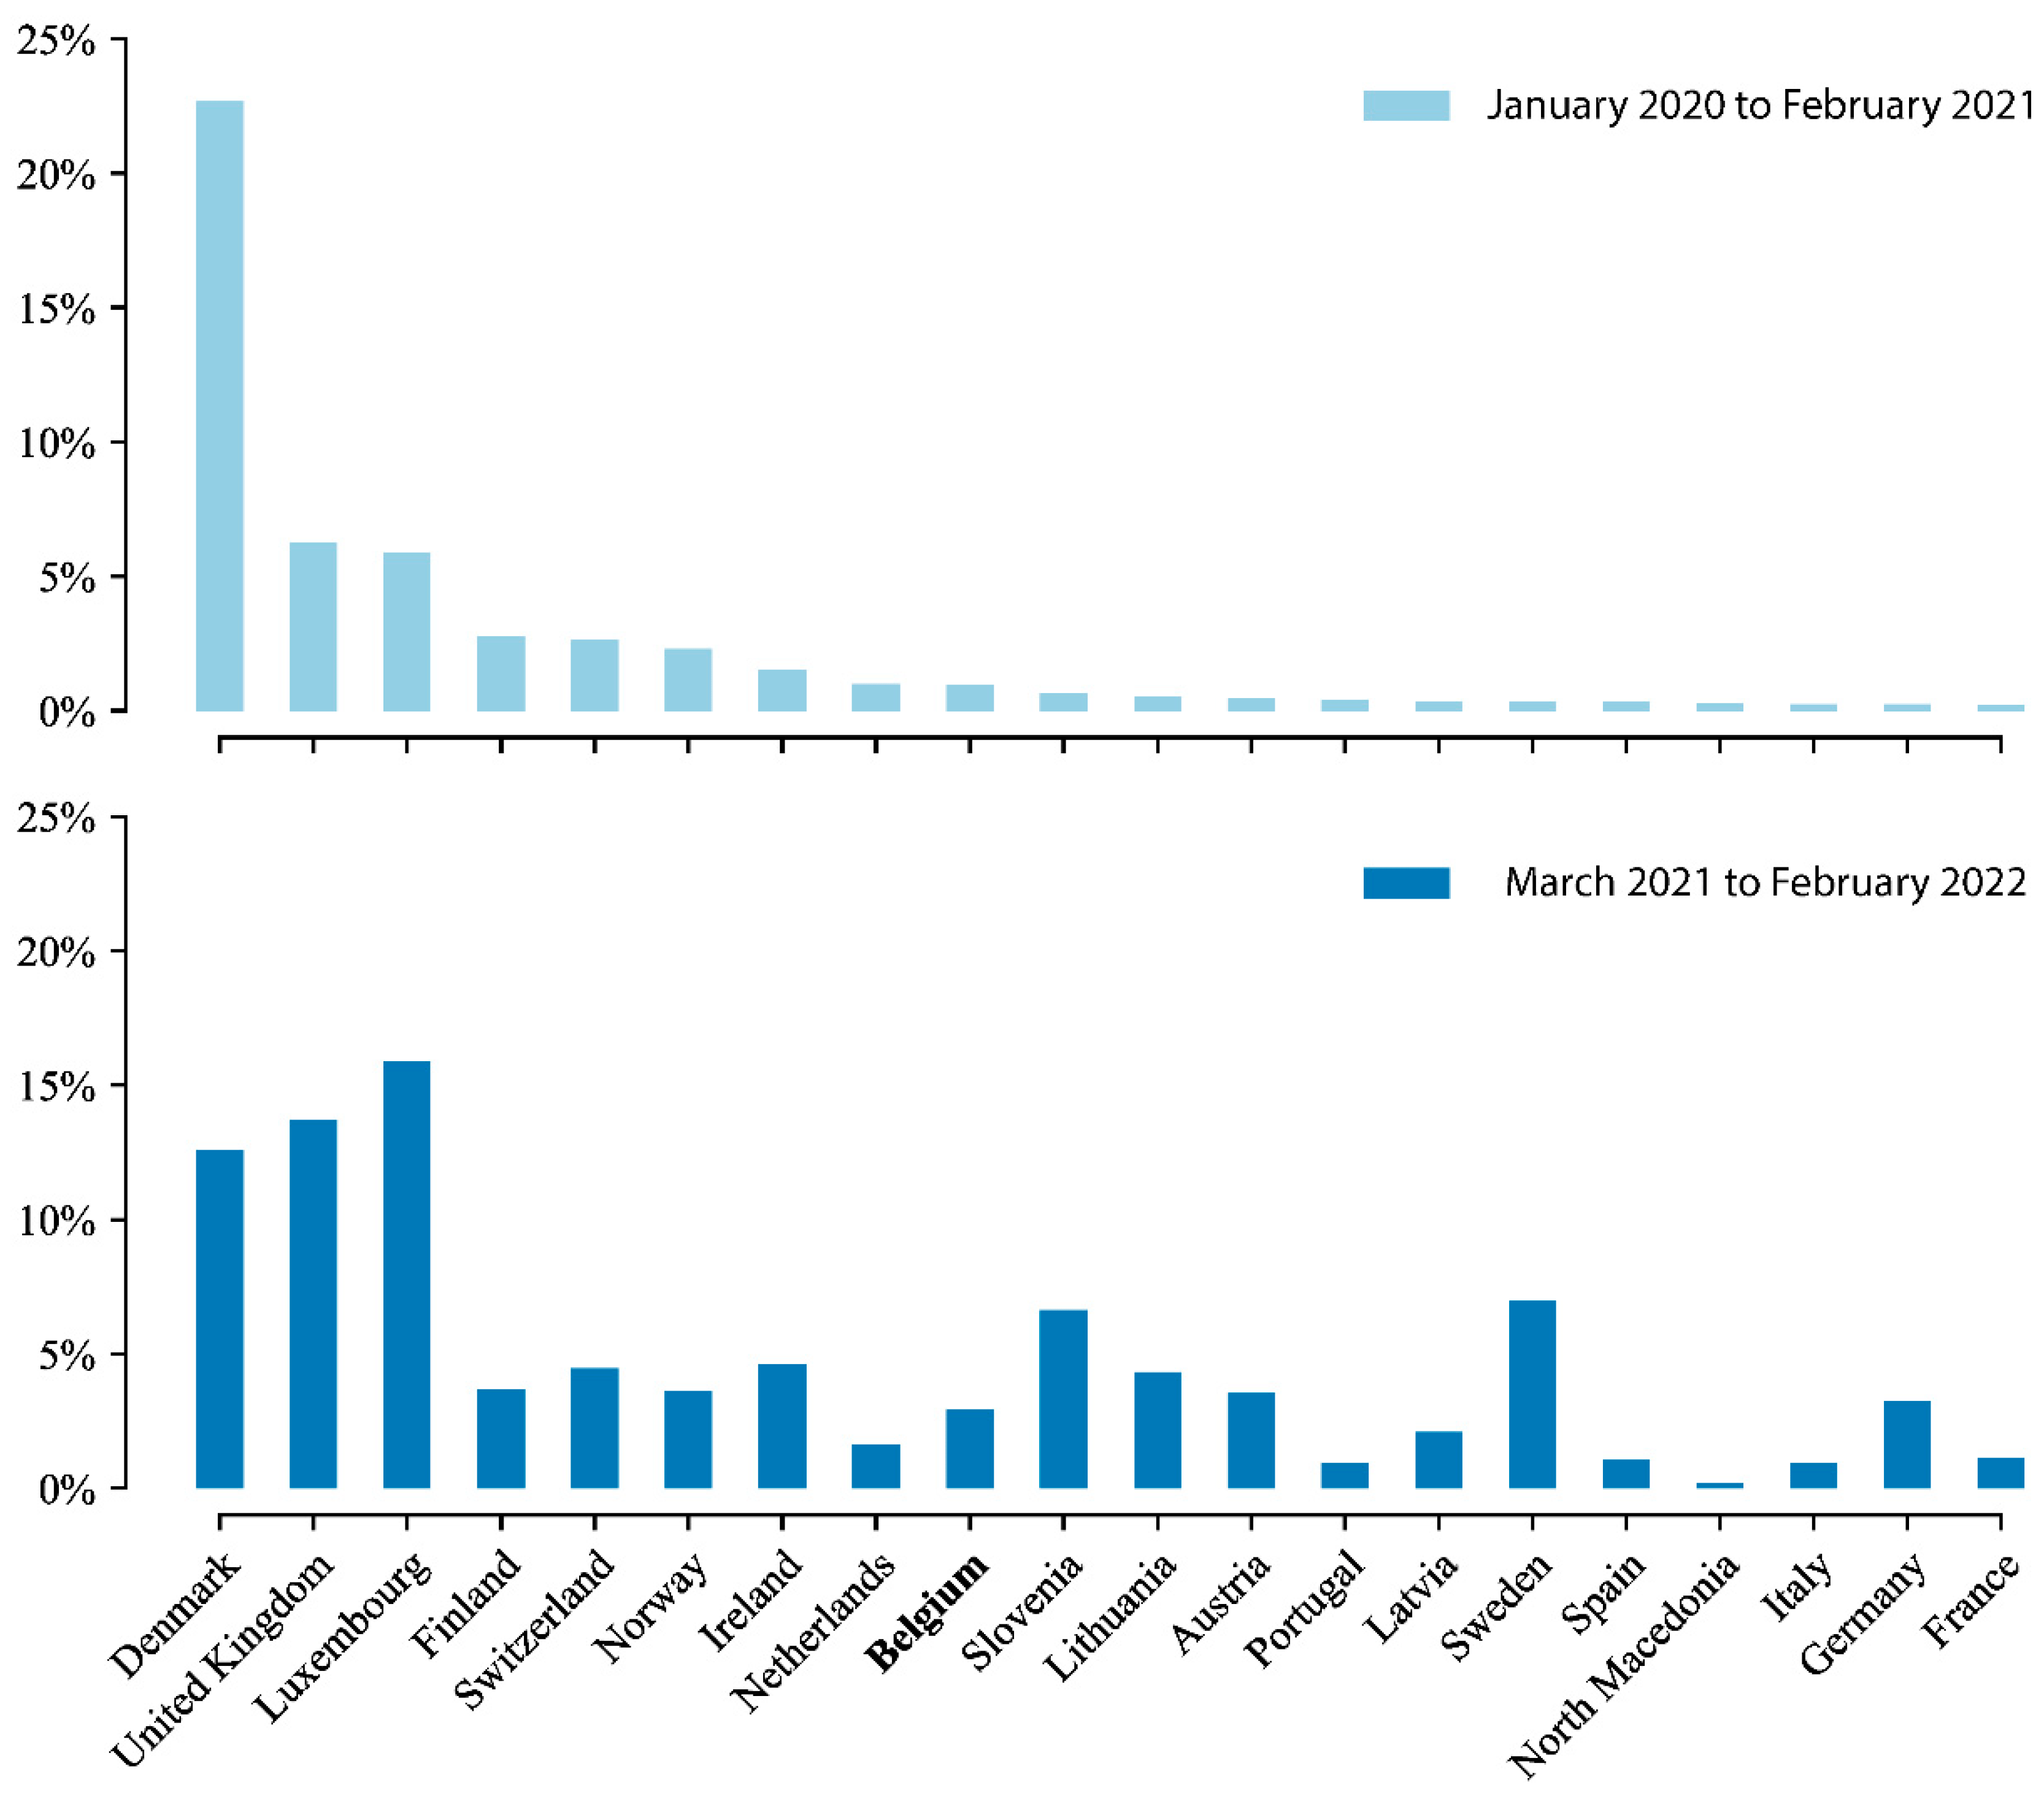 25%
January 2020 to February 2021
20%
15%
10%
5%
0%
25%
March 2021 to February 2022
20%
15%
10%
5%
0%
Denmark
United Kingdom
Luxembourg
Finland
Switzerland
Norway
Ireland
Netherlands
Belgium
Slovenia
Lithuania
Austria
Portugal
Latvia
Sweden
Spain
North Macedonia
Italy
Germany
France